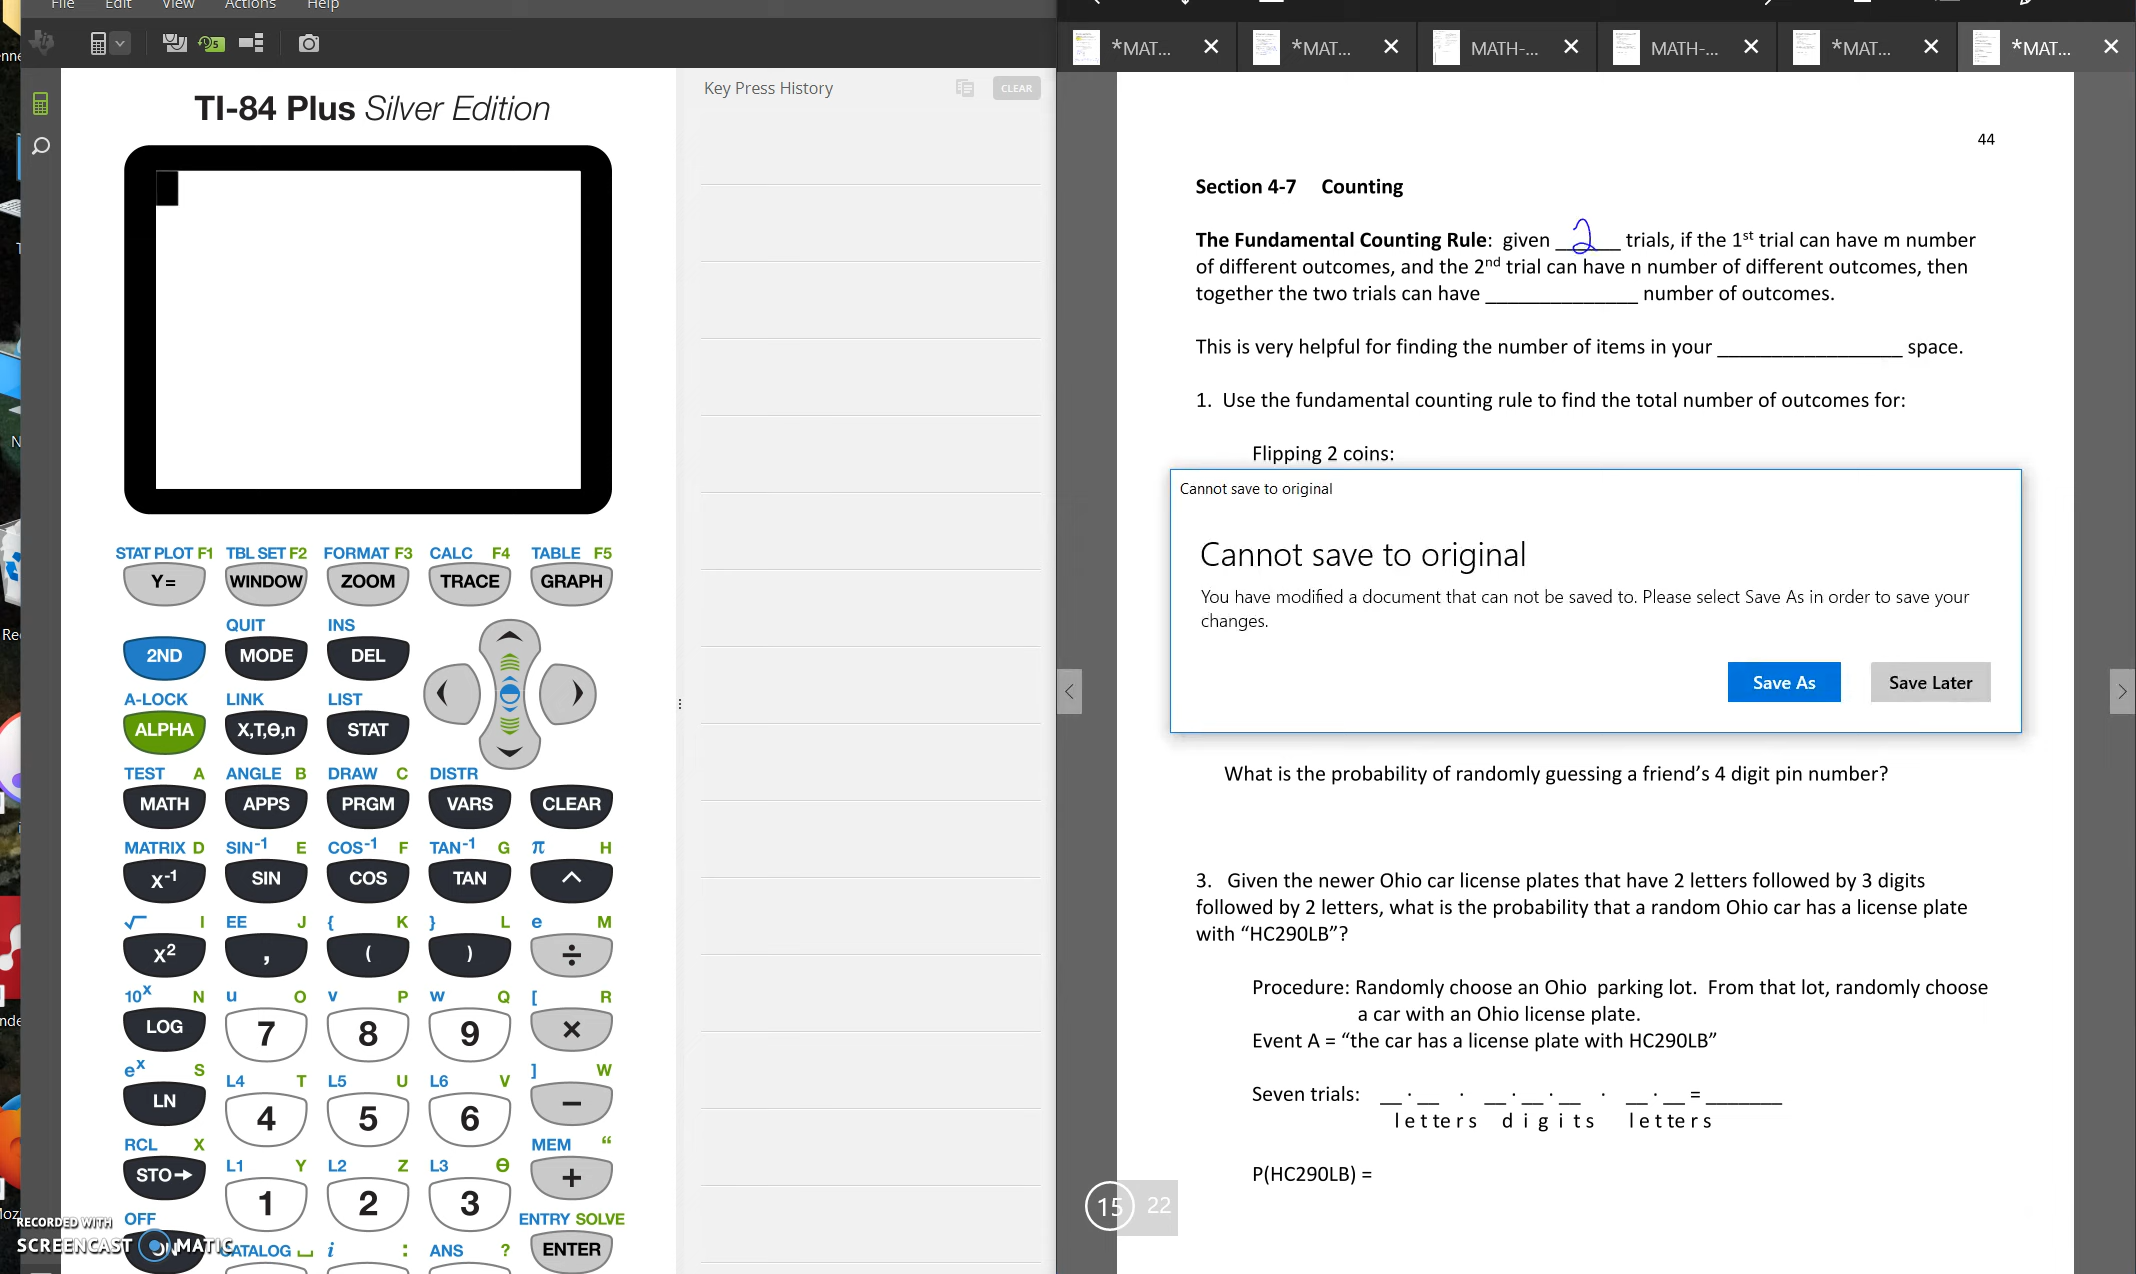 File Edit View Actions Help
TI-84 Plus Silver Edition
STAT PLOT F1 TBL SET F2 FORMAT F3 CALC F4 TABLE F5
Y= WINDOW ZOOM TRACE GRAPH
QUIT INS
2ND MODE DEL
A-LOCK LINK LIST
ALPHA X,T,Θ,n STAT
TEST A ANGLE B DRAW C DISTR
MATH APPS PRGM VARS CLEAR
MATRIX D SIN⁻¹ E COS⁻¹ F TAN⁻¹ G π H
X⁻¹ SIN COS TAN ^
√ I EE J { K } L e M
X² , ( ) ÷
10ˣ N u O v P w Q [ R
LOG 7 8 9 ×
eˣ S L4 T L5 U L6 V ] W
LN 4 5 6 −
RCL X L1 Y L2 Z L3 Θ MEM “
STO→ 1 2 3 +
OFF CATALOG i : ANS ? ENTRY SOLVE
ON ENTER
RECORDED WITH
SCREENCAST MATIC
Key Press History CLEAR
*MAT... *MAT... MATH-... MATH-... *MAT... *MAT...
44
Section 4-7 Counting
The Fundamental Counting Rule: given __2__ trials, if the 1st trial can have m number
of different outcomes, and the 2nd trial can have n number of different outcomes, then
together the two trials can have ______________ number of outcomes.
This is very helpful for finding the number of items in your _________________ space.
1. Use the fundamental counting rule to find the total number of outcomes for:
Flipping 2 coins:
Cannot save to original
Cannot save to original
You have modified a document that can not be saved to. Please select Save As in order to save your
changes.
Save As Save Later
What is the probability of randomly guessing a friend’s 4 digit pin number?
3. Given the newer Ohio car license plates that have 2 letters followed by 3 digits
followed by 2 letters, what is the probability that a random Ohio car has a license plate
with “HC290LB”?
Procedure: Randomly choose an Ohio parking lot. From that lot, randomly choose
a car with an Ohio license plate.
Event A = “the car has a license plate with HC290LB”
Seven trials: __ · __ · __ · __ · __ · __ · __ = _______
letters digits letters
P(HC290LB) =
15 22